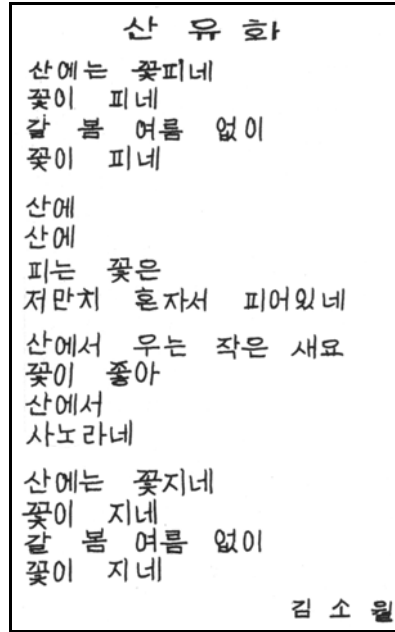 산 유 화
산에는 꽃피네
꽃이 피네
갈 봄 여름 없이
꽃이 피네
산에
산에
피는 꽃은
저만치 혼자서 피어있네
산에서 우는 작은 새요
꽃이 좋아
산에서
사노라네
산에는 꽃지네
꽃이 지네
갈 봄 여름 없이
꽃이 지네
김 소 월